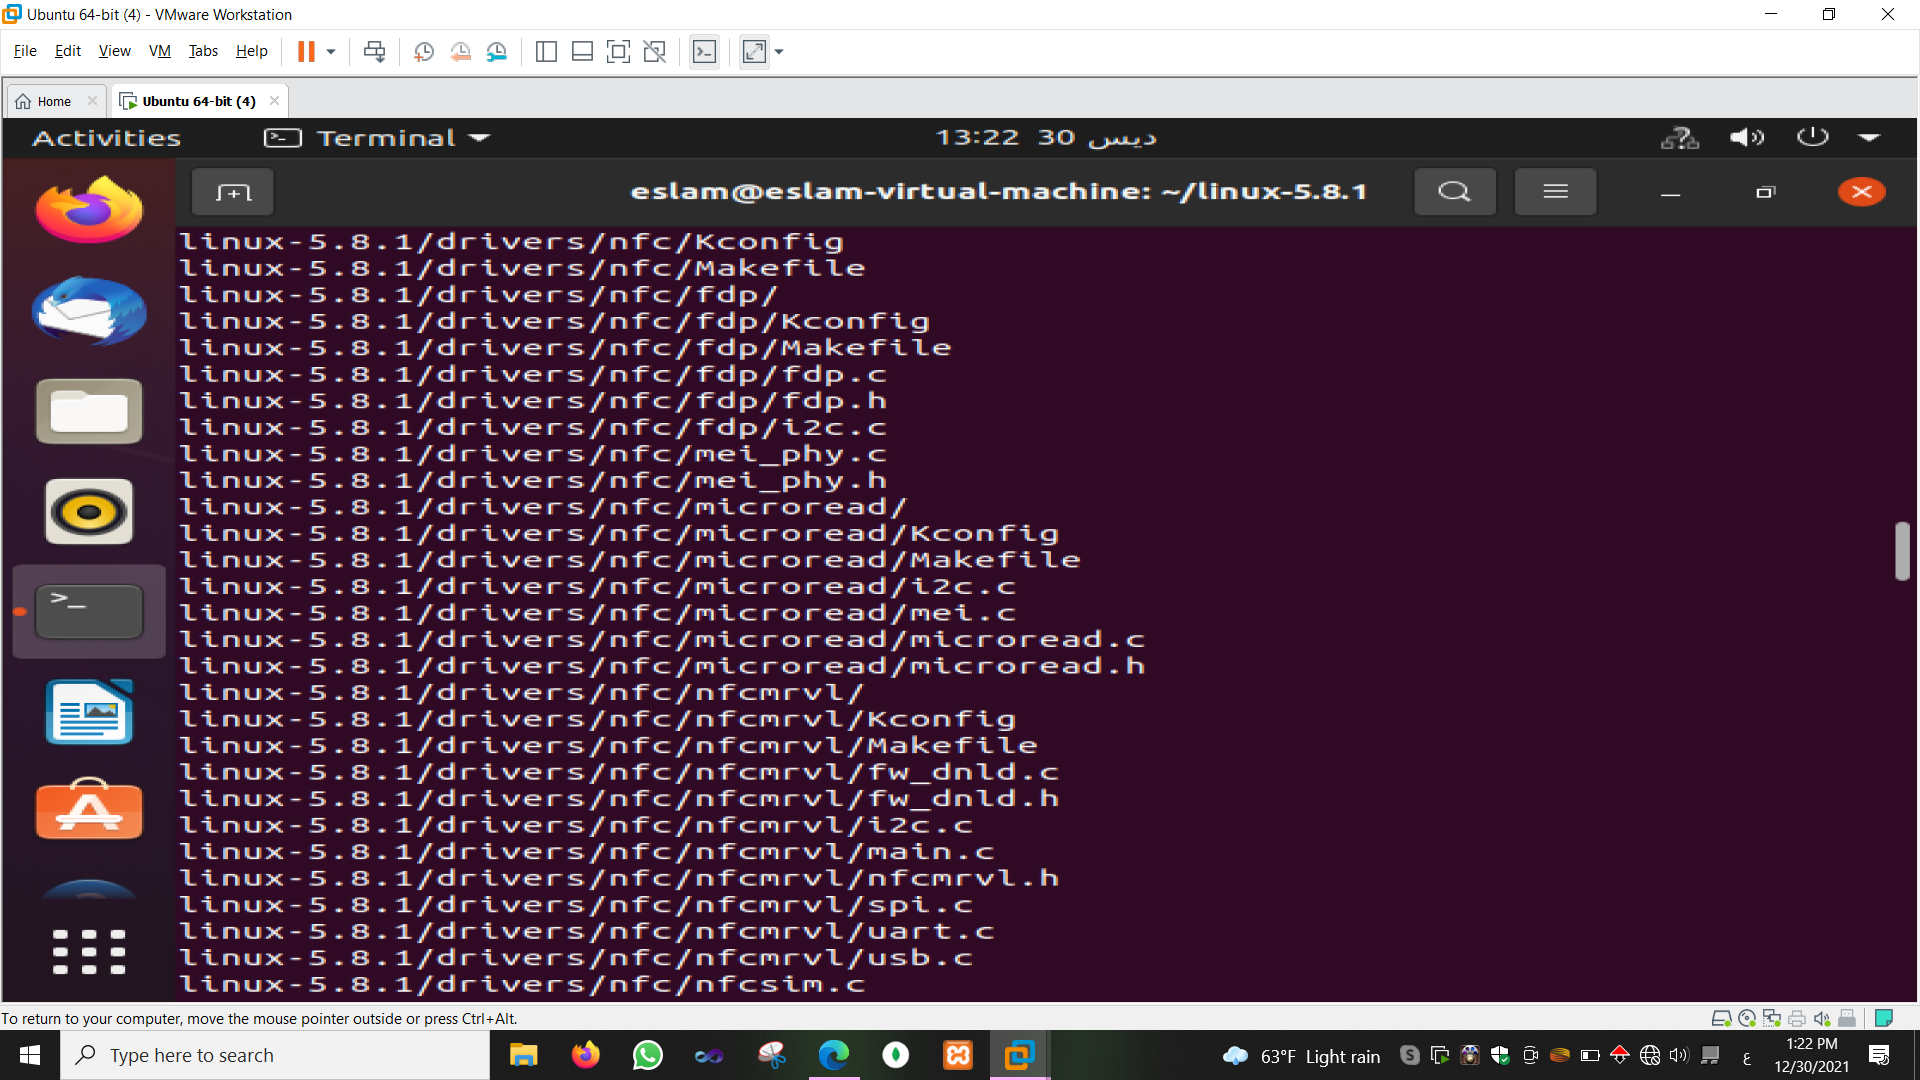 Ubuntu 64-bit (4) - VMware Workstation
File Edit View VM Tabs Help
Home
Ubuntu 64-bit (4)
Activities Terminal 13:22 30 ديس
eslam@eslam-virtual-machine: ~/linux-5.8.1
linux-5.8.1/drivers/nfc/Kconfig
linux-5.8.1/drivers/nfc/Makefile
linux-5.8.1/drivers/nfc/fdp/
linux-5.8.1/drivers/nfc/fdp/Kconfig
linux-5.8.1/drivers/nfc/fdp/Makefile
linux-5.8.1/drivers/nfc/fdp/fdp.c
linux-5.8.1/drivers/nfc/fdp/fdp.h
linux-5.8.1/drivers/nfc/fdp/i2c.c
linux-5.8.1/drivers/nfc/mei_phy.c
linux-5.8.1/drivers/nfc/mei_phy.h
linux-5.8.1/drivers/nfc/microread/
linux-5.8.1/drivers/nfc/microread/Kconfig
linux-5.8.1/drivers/nfc/microread/Makefile
linux-5.8.1/drivers/nfc/microread/i2c.c
linux-5.8.1/drivers/nfc/microread/mei.c
linux-5.8.1/drivers/nfc/microread/microread.c
linux-5.8.1/drivers/nfc/microread/microread.h
linux-5.8.1/drivers/nfc/nfcmrvl/
linux-5.8.1/drivers/nfc/nfcmrvl/Kconfig
linux-5.8.1/drivers/nfc/nfcmrvl/Makefile
linux-5.8.1/drivers/nfc/nfcmrvl/fw_dnld.c
linux-5.8.1/drivers/nfc/nfcmrvl/fw_dnld.h
linux-5.8.1/drivers/nfc/nfcmrvl/i2c.c
linux-5.8.1/drivers/nfc/nfcmrvl/main.c
linux-5.8.1/drivers/nfc/nfcmrvl/nfcmrvl.h
linux-5.8.1/drivers/nfc/nfcmrvl/spi.c
linux-5.8.1/drivers/nfc/nfcmrvl/uart.c
linux-5.8.1/drivers/nfc/nfcmrvl/usb.c
linux-5.8.1/drivers/nfc/nfcsim.c
To return to your computer, move the mouse pointer outside or press Ctrl+Alt.
Type here to search
63°F Light rain
ع
1:22 PM
12/30/2021